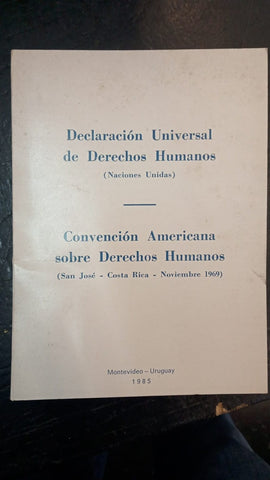 Declaración Universal
de Derechos Humanos
(Naciones Unidas)
Convención Americana
sobre Derechos Humanos
(San José - Costa Rica - Noviembre 1969)
Montevideo – Uruguay
1985